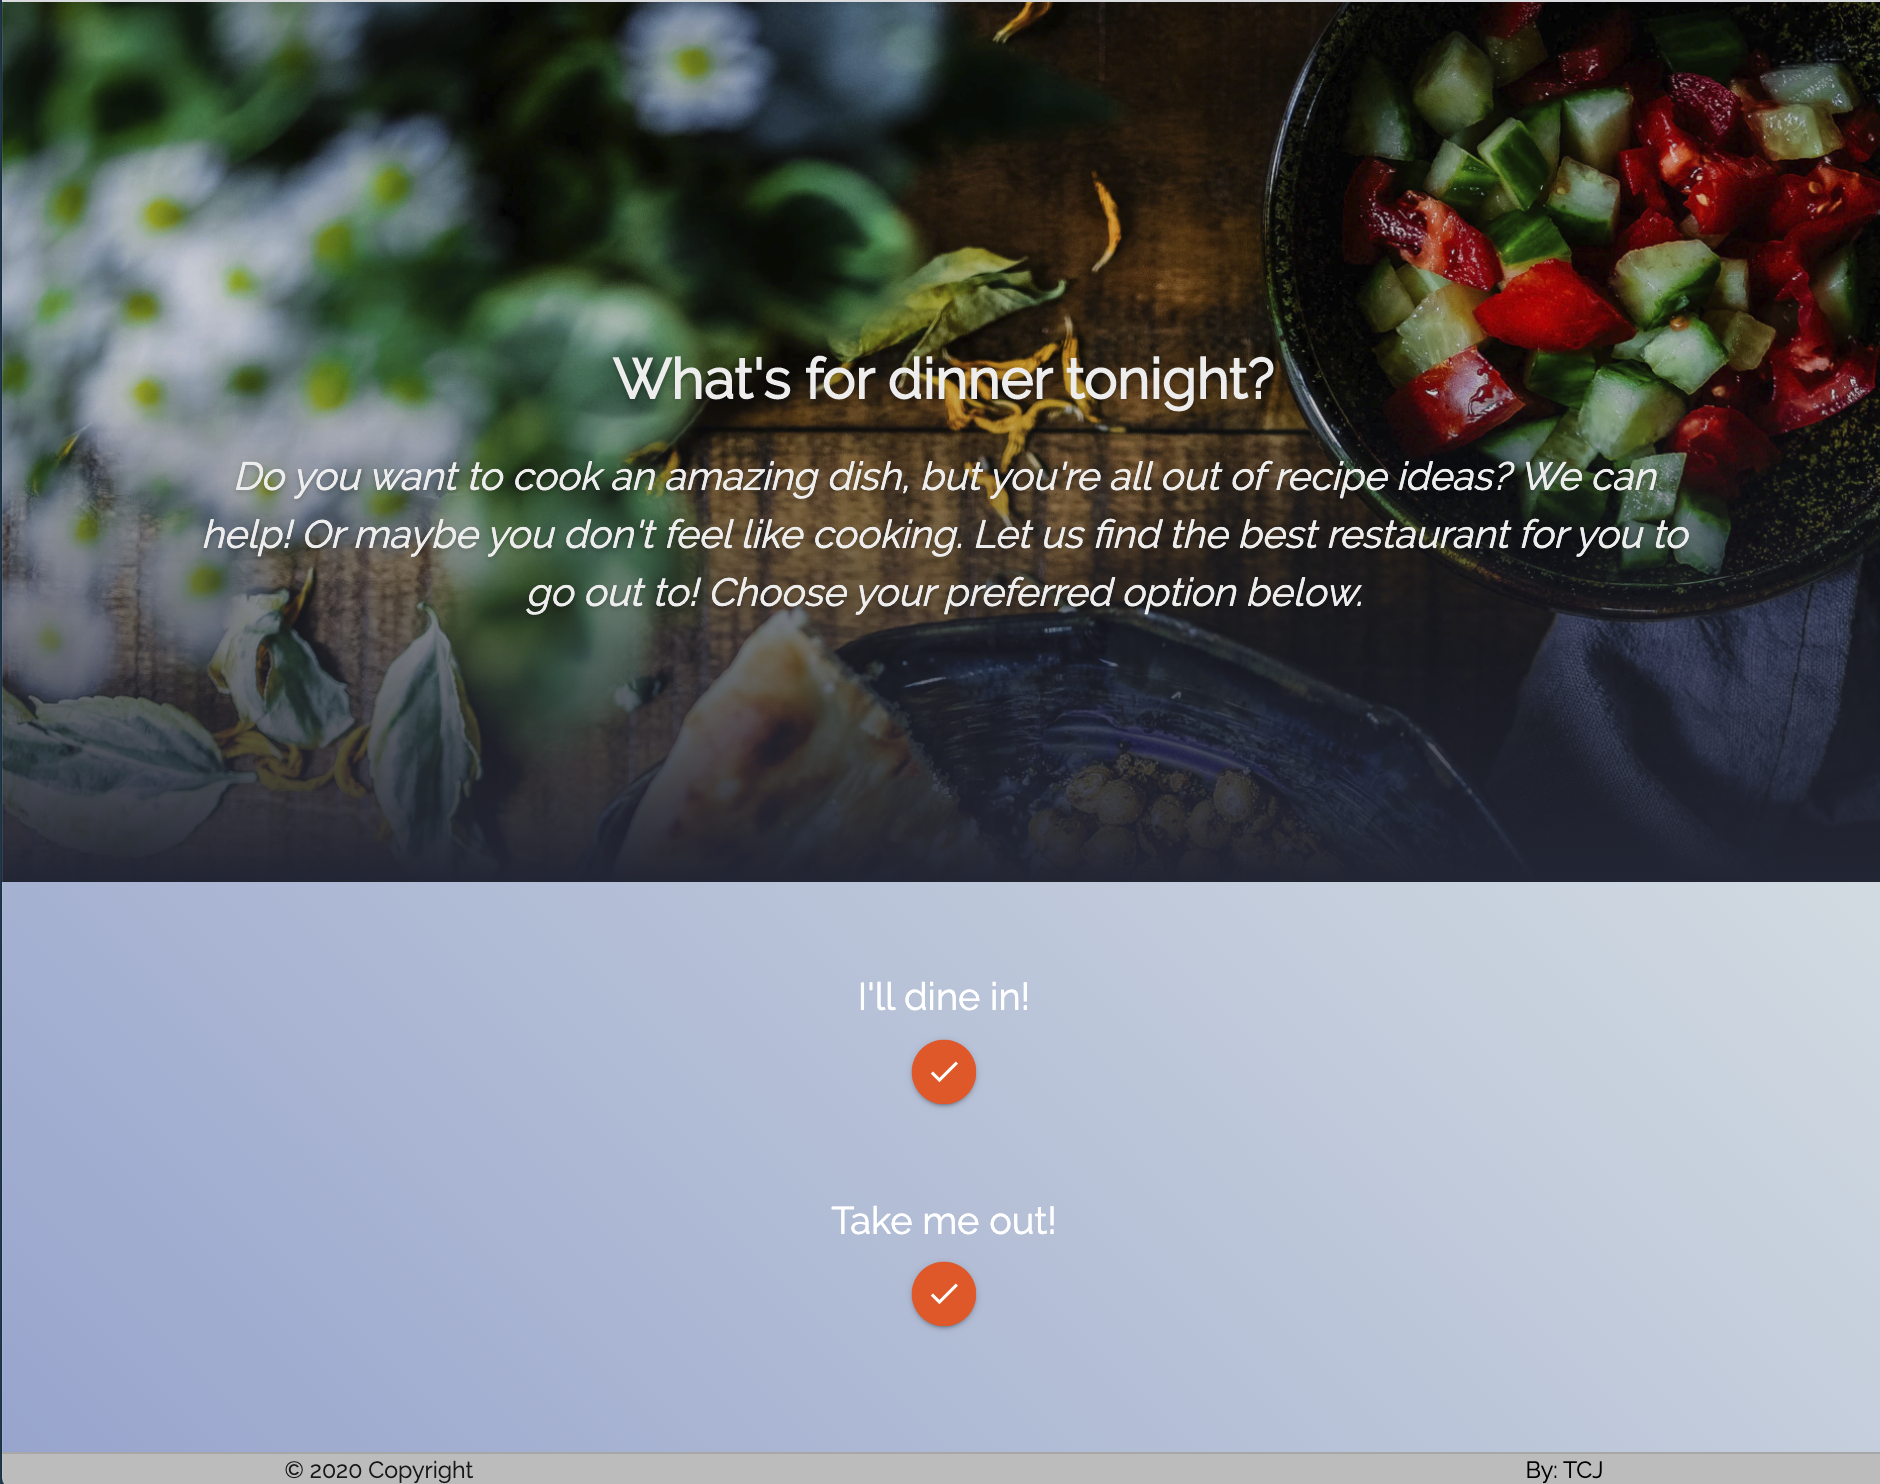 What's for dinner tonight?
Do you want to cook an amazing dish, but you're all out of recipe ideas? We can
help! Or maybe you don't feel like cooking. Let us find the best restaurant for you to
go out to! Choose your preferred option below.
I'll dine in!
Take me out!
© 2020 Copyright
By: TCJ